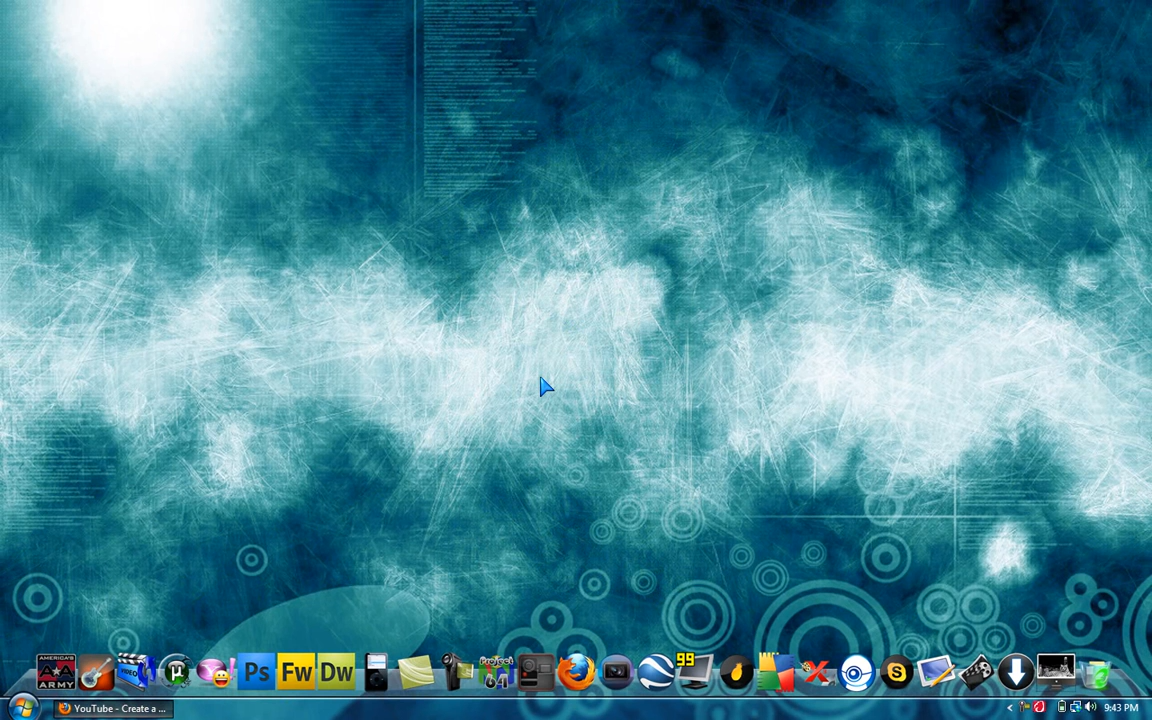 AMERICA'S
ARMY
µ
Ps
Fw
Dw
Project
64
99
S
YouTube - Create a ...
9:43 PM